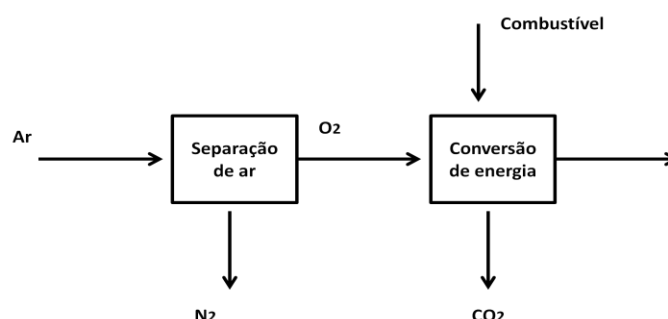 Combustível
Ar
Separação
de ar
O2
Conversão
de energia
N2
CO2